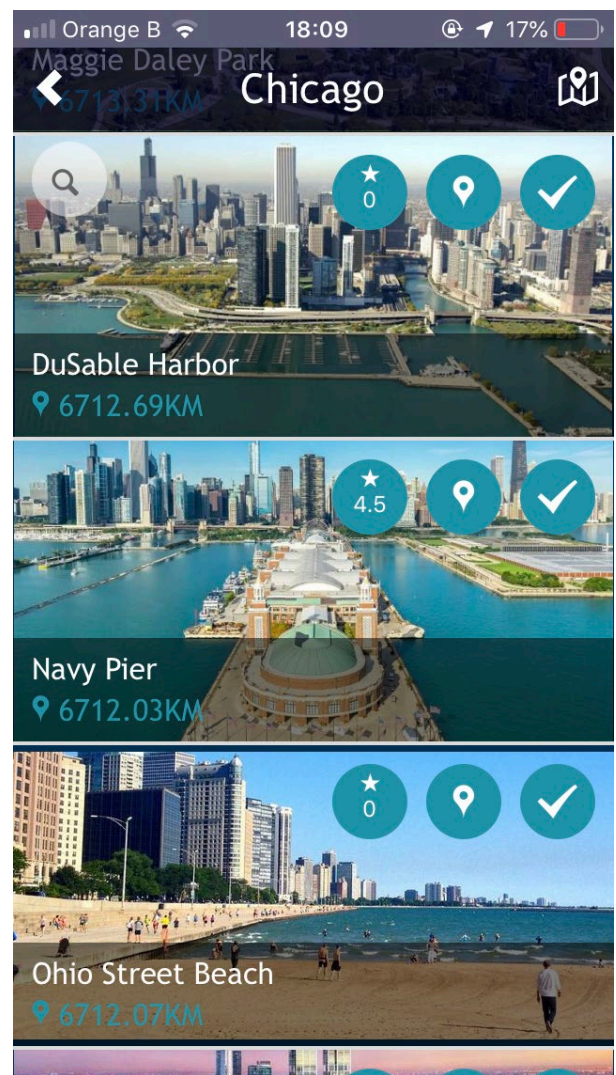 Orange B 18:09 17%
Maggie Daley Park
6713.31KM
Chicago
0
DuSable Harbor
6712.69KM
4.5
Navy Pier
6712.03KM
0
Ohio Street Beach
6712.07KM